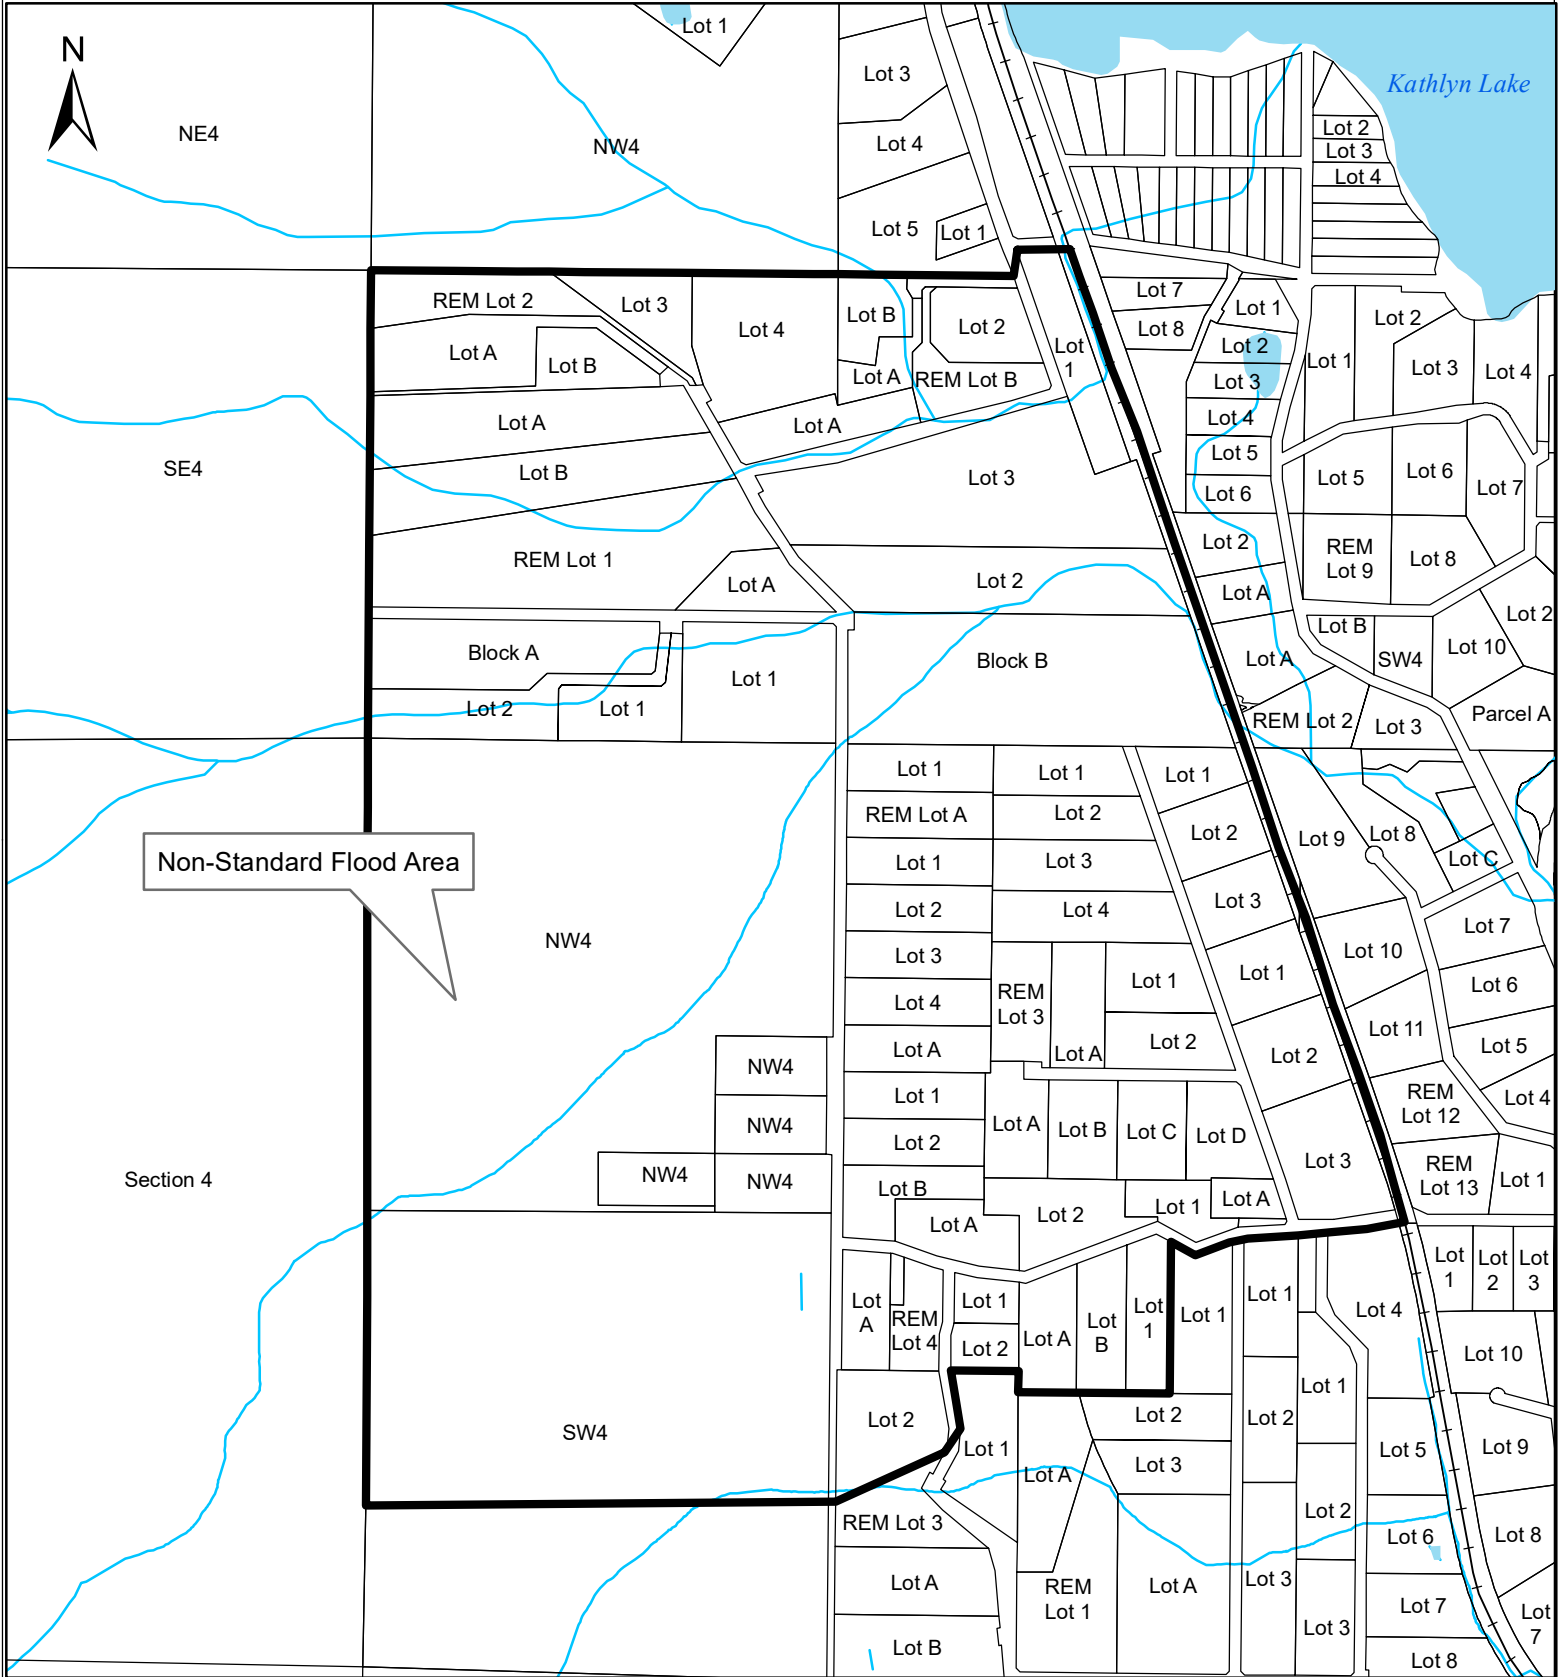 Lot 1
N
Lot 3
Kathlyn Lake
NE4
NW4
Lot 4
Lot 2
Lot 3
Lot 4
Lot 5
Lot 1
REM Lot 2
Lot 3
Lot 4
Lot B
Lot 2
Lot
1
Lot 7
Lot 8
Lot 1
Lot 2
Lot A
Lot B
Lot A
REM Lot B
Lot 2
Lot 3
Lot 1
Lot 3
Lot 4
Lot A
Lot A
Lot 4
SE4
Lot B
Lot 3
Lot 5
Lot 6
Lot 5
Lot 6
Lot 7
REM Lot 1
Lot A
Lot 2
Lot 2
Lot A
REM
Lot 9
Lot 8
Lot 2
Block A
Lot 1
Block B
Lot A
Lot B
SW4
Lot 10
Lot 2
Lot 1
REM Lot 2
Lot 3
Parcel A
Lot 1
Lot 1
Lot 1
REM Lot A
Lot 2
Lot 2
Lot 9
Lot 8
Lot C
Non-Standard Flood Area
Lot 1
Lot 3
Lot 3
Lot 2
Lot 4
Lot 7
NW4
Lot 3
Lot 1
Lot 1
Lot 10
Lot 6
Lot 4
REM
Lot 3
Lot A
Lot 2
Lot 2
Lot 11
Lot 5
Lot A
NW4
Lot 1
REM
Lot 12
Lot 4
NW4
Lot 2
Lot A
Lot B
Lot C
Lot D
Lot 3
Section 4
NW4
NW4
Lot B
Lot A
Lot 2
Lot 1
Lot A
REM
Lot 13
Lot 1
Lot
A
REM
Lot 4
Lot 1
Lot 2
Lot A
Lot
B
Lot
1
Lot 1
Lot 1
Lot 4
Lot
1
Lot
2
Lot
3
Lot 10
SW4
Lot 2
Lot 1
Lot A
Lot 2
Lot 3
Lot 2
Lot 1
Lot 5
Lot 9
REM Lot 3
Lot 2
Lot 6
Lot 8
Lot A
REM
Lot 1
Lot A
Lot 3
Lot 3
Lot 7
Lot
7
Lot B
Lot 8